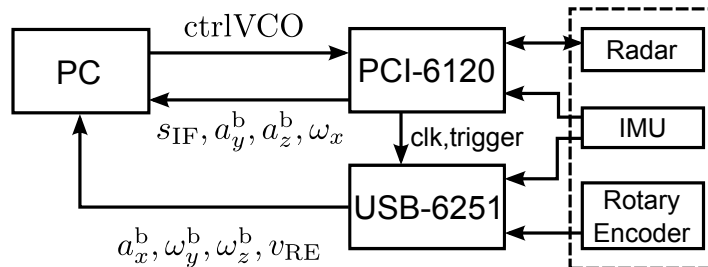 ctrlVCO
PC
PCI-6120
Radar
s_IF, a_y^b, a_z^b, ω_x
clk,trigger
IMU
USB-6251
Rotary
Encoder
a_x^b, ω_y^b, ω_z^b, v_RE